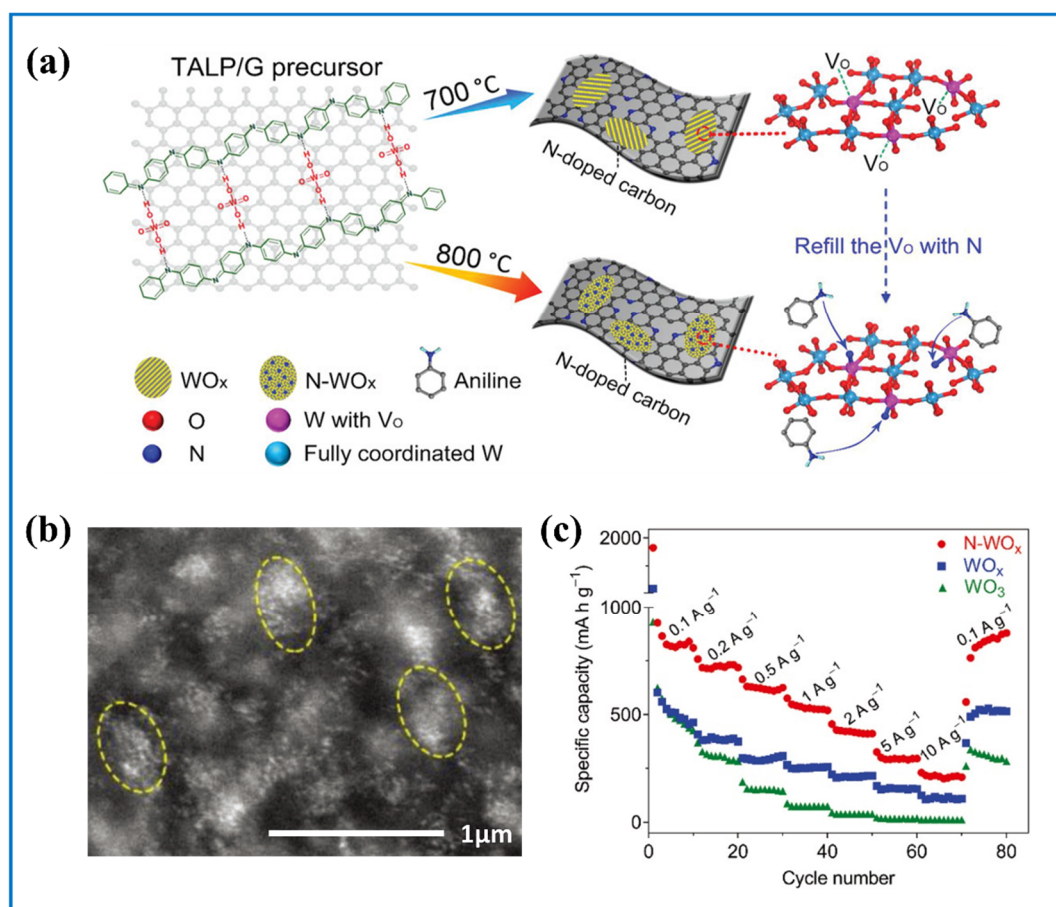 (a)
TALP/G precursor
700 °C
800 °C
N-doped carbon
N-doped carbon
Vo
Vo
Vo
Refill the Vo with N
WOx
N-WOx
Aniline
O
W with Vo
N
Fully coordinated W
(b)
1μm
(c)
Specific capacity (mA h g⁻¹)
2000
1000
500
0
N-WOx
WOx
WO3
0.1 A g⁻¹
0.2 A g⁻¹
0.5 A g⁻¹
1 A g⁻¹
2 A g⁻¹
5 A g⁻¹
10 A g⁻¹
0.1 A g⁻¹
0 20 40 60 80
Cycle number